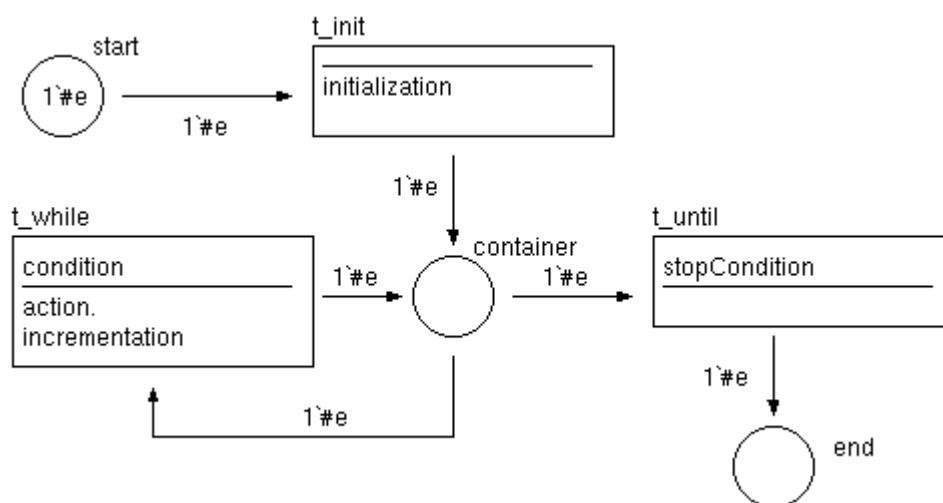 start
1`#e
1`#e
t_init
initialization
1`#e
t_while
condition
action.
incrementation
1`#e
container
1`#e
t_until
stopCondition
1`#e
1`#e
end